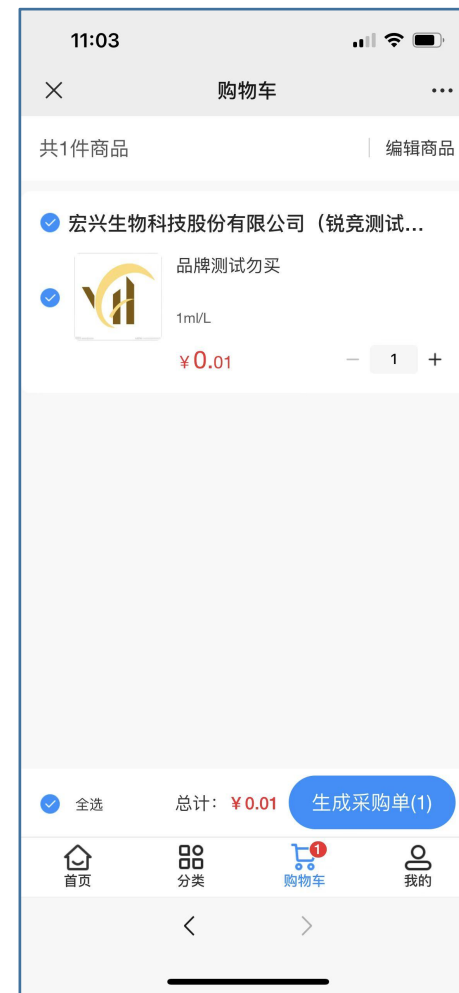 11:03
购物车
共1件商品
编辑商品
宏兴生物科技股份有限公司（锐竞测试...
品牌测试勿买
1ml/L
¥0.01
1
全选
总计：¥0.01
生成采购单(1)
1
首页
分类
购物车
我的